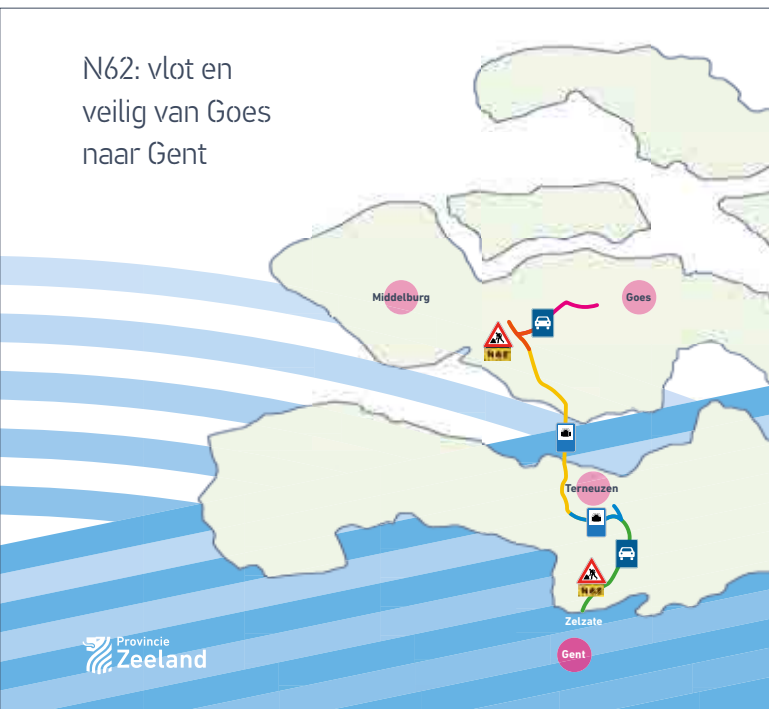 N62: vlot en
veilig van Goes
naar Gent
Middelburg
Goes
Terneuzen
Zelzate
Gent
Provincie
Zeeland